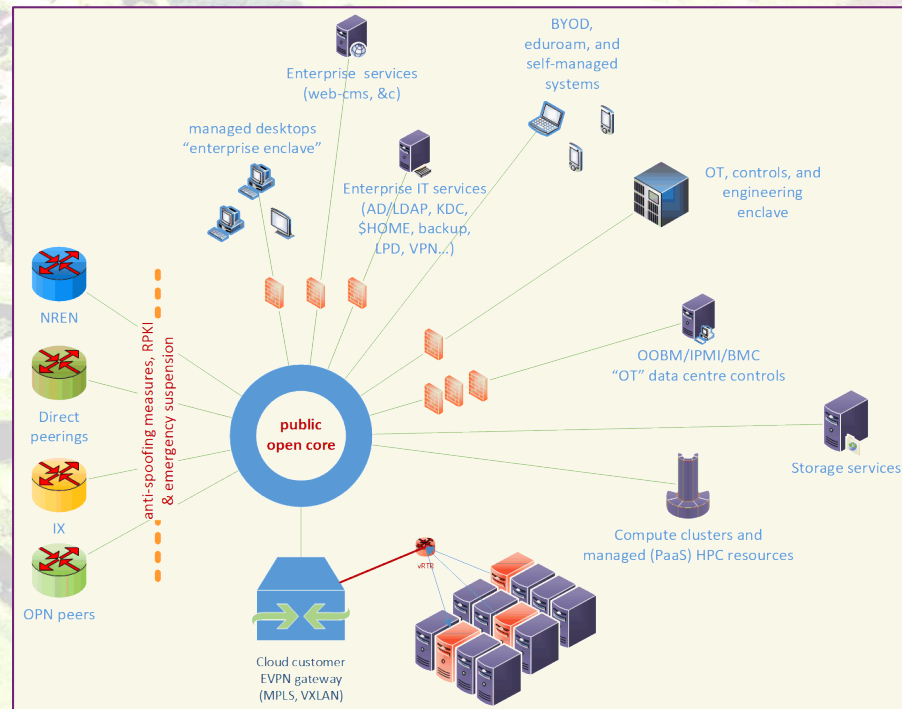 BYOD,
eduroam, and
self-managed
systems
Enterprise services
(web-cms, &c)
managed desktops
“enterprise enclave”
Enterprise IT services
(AD/LDAP, KDC,
$HOME, backup,
LPD, VPN...)
OT, controls, and
engineering
enclave
NREN
Direct
peerings
IX
OPN peers
anti-spoofing measures, RPKI
& emergency suspension
public
open core
OOBM/IPMI/BMC
“OT” data centre controls
Storage services
Compute clusters and
managed (PaaS) HPC resources
vRTR
Cloud customer
EVPN gateway
(MPLS, VXLAN)